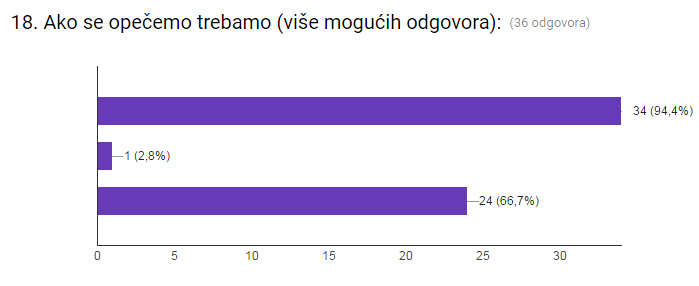 18. Ako se opečemo trebamo (više mogućih odgovora): (36 odgovora)
34 (94,4%)
1 (2,8%)
24 (66,7%)
0 5 10 15 20 25 30